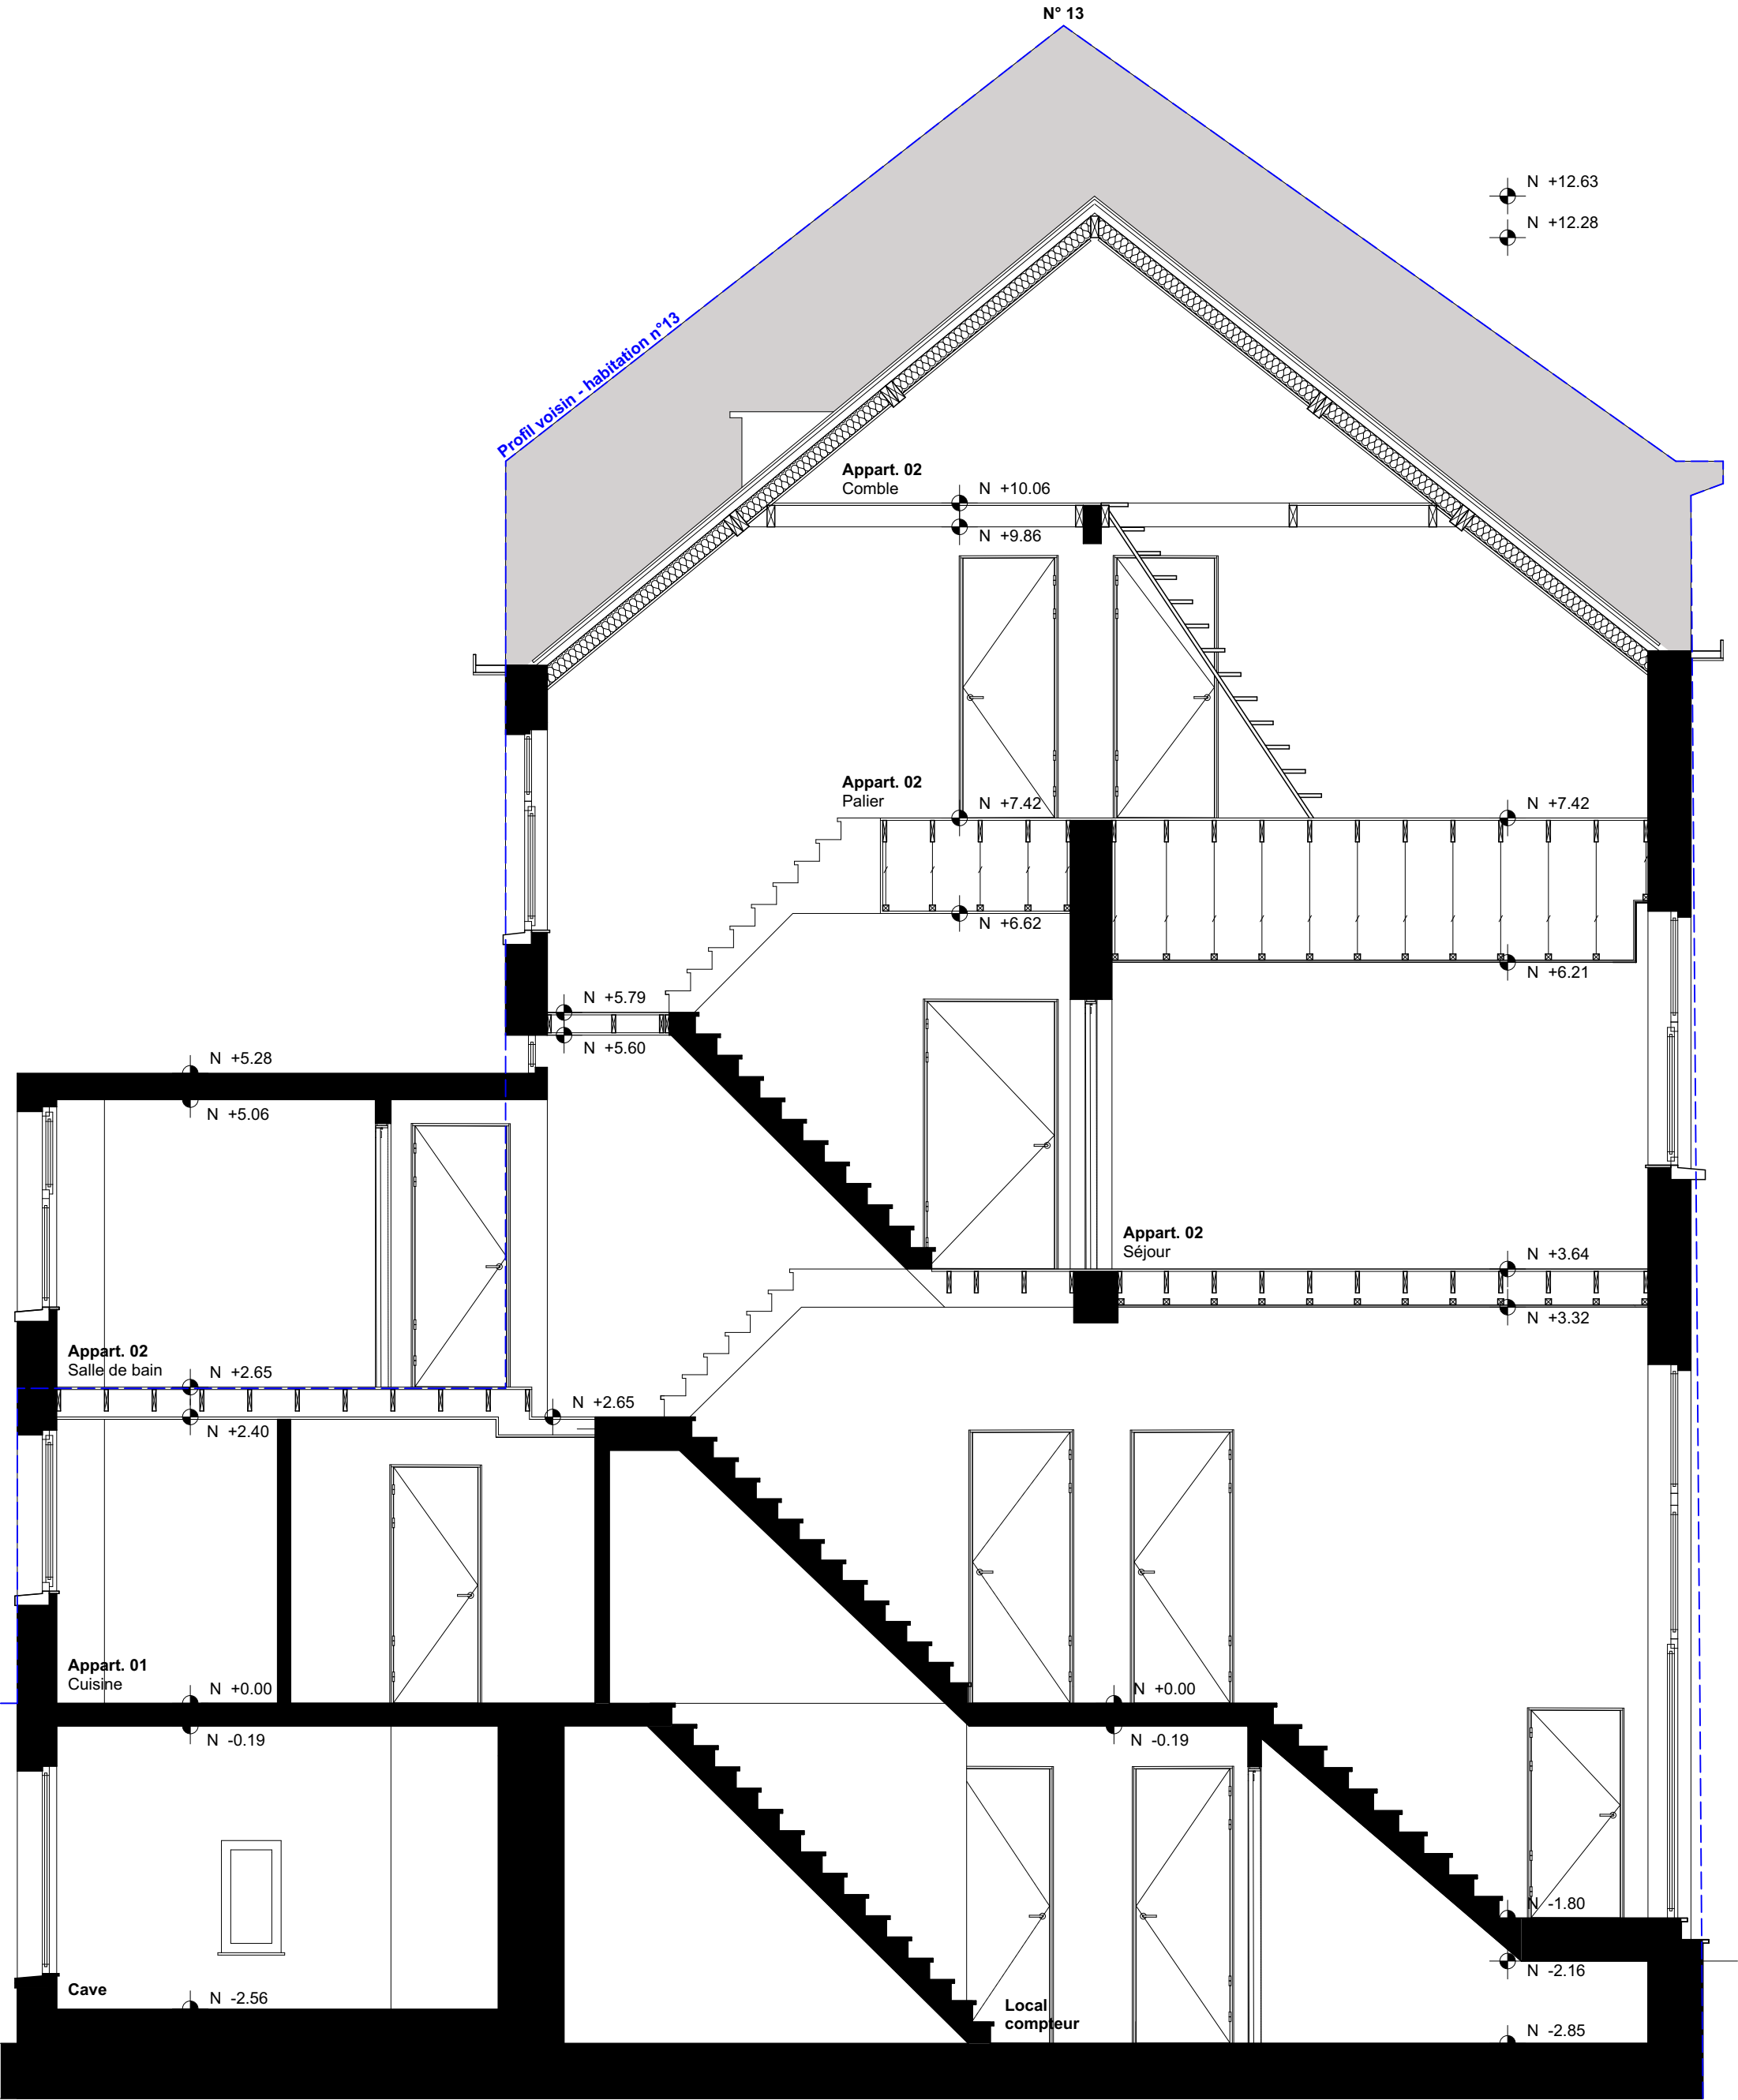 N° 13
N +12.63
N +12.28
Profil voisin - habitation n°13
Appart. 02
Comble
N +10.06
N +9.86
Appart. 02
Palier
N +7.42
N +7.42
N +6.62
N +6.21
N +5.79
N +5.60
N +5.28
N +5.06
Appart. 02
Séjour
N +3.64
N +3.32
Appart. 02
Salle de bain
N +2.65
N +2.65
N +2.40
Appart. 01
Cuisine
N +0.00
N +0.00
N -0.19
N -0.19
N -1.80
N -2.16
Cave
N -2.56
Local
compteur
N -2.85